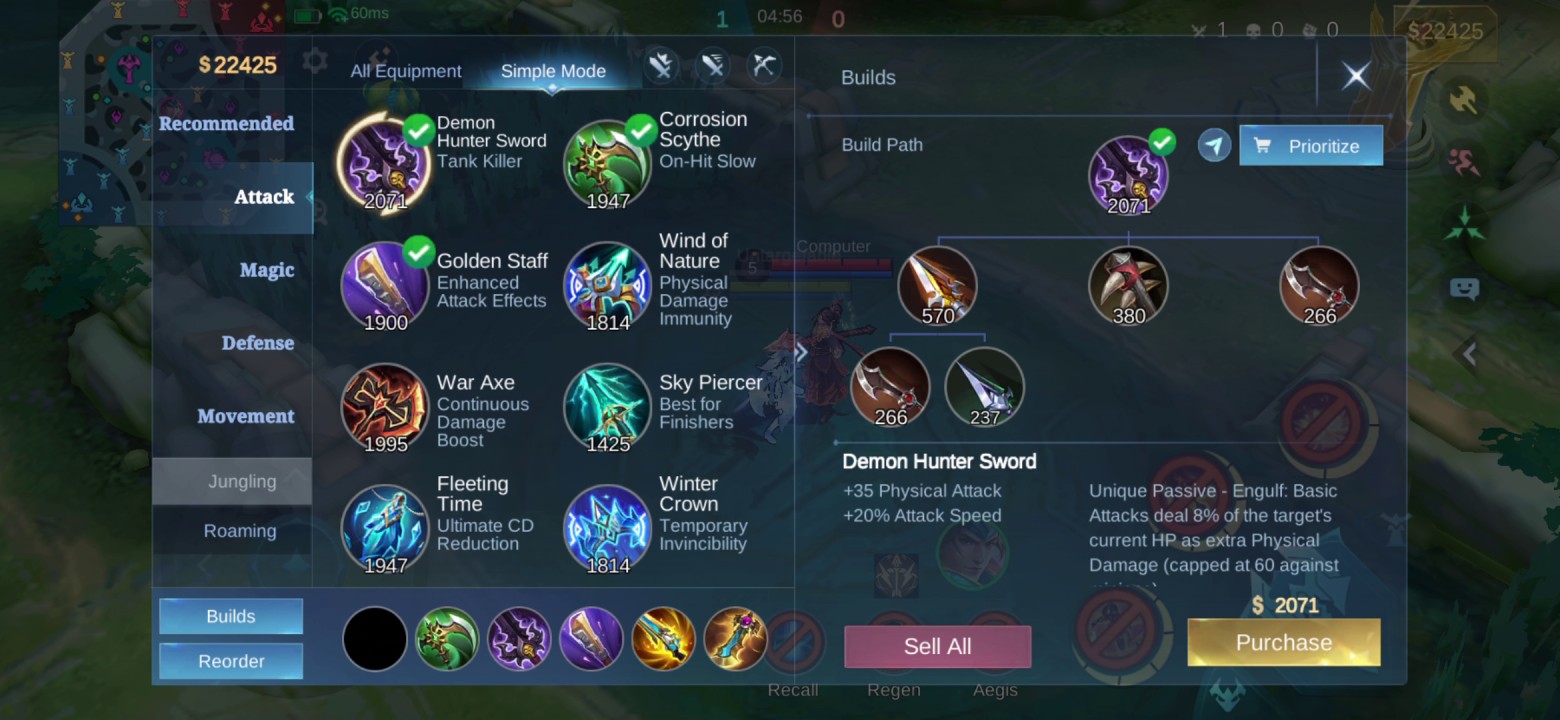 60ms
1 04:56 0
1 0 0
$22425
$22425
All Equipment
Simple Mode
Recommended
Attack
Magic
Defense
Movement
Jungling
Roaming
Demon
Hunter Sword
Tank Killer
2071
Corrosion
Scythe
On-Hit Slow
1947
Golden Staff
Enhanced
Attack Effects
1900
Wind of
Nature
Physical
Damage
Immunity
1814
War Axe
Continuous
Damage
Boost
1995
Sky Piercer
Best for
Finishers
1425
Fleeting
Time
Ultimate CD
Reduction
1947
Winter
Crown
Temporary
Invincibility
1814
Builds
Reorder
Computer
5
Builds
Build Path
2071
Prioritize
570
380
266
266
237
Demon Hunter Sword
+35 Physical Attack
+20% Attack Speed
Unique Passive - Engulf: Basic
Attacks deal 8% of the target's
current HP as extra Physical
Damage (capped at 60 against
$ 2071
Sell All
Purchase
Recall
Regen
Aegis